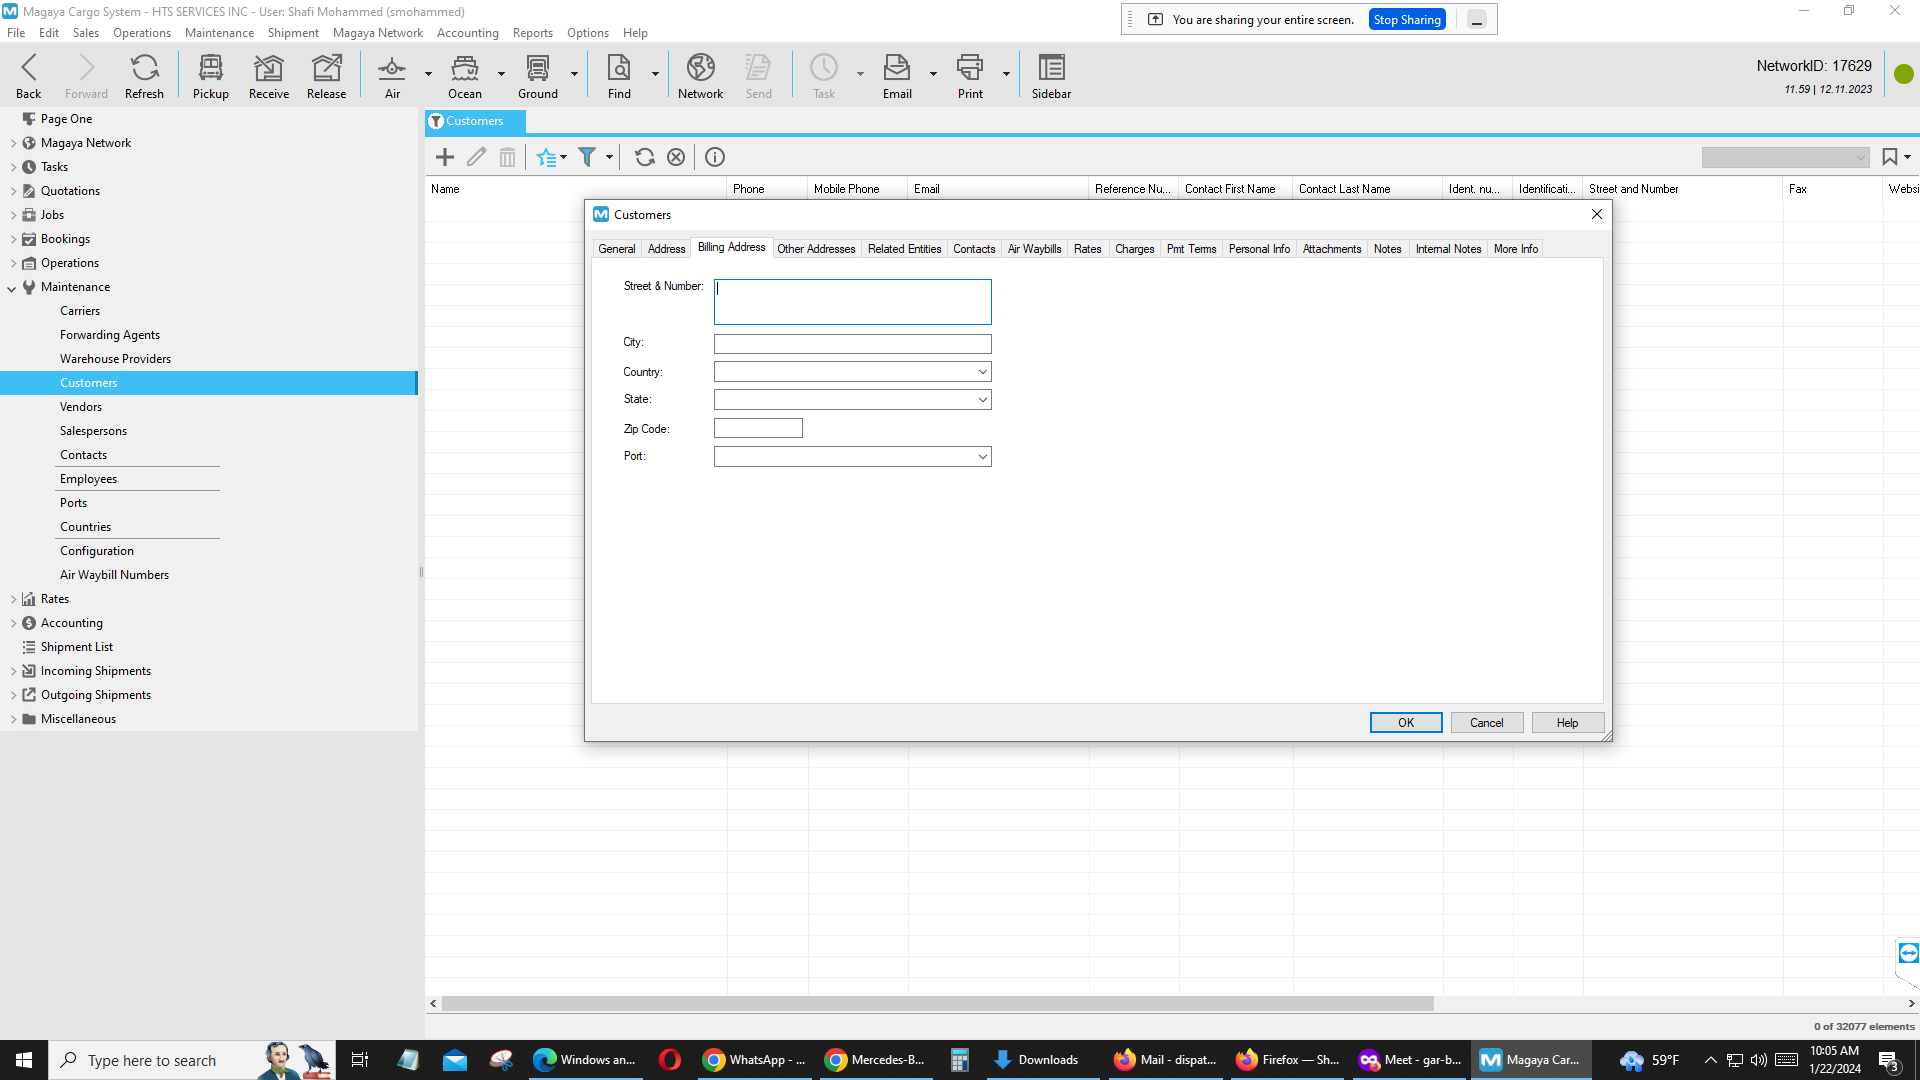 Magaya Cargo System - HTS SERVICES INC - User: Shafi Mohammed (smohammed)
You are sharing your entire screen. Stop Sharing
File Edit Sales Operations Maintenance Shipment Magaya Network Accounting Reports Options Help
Back Forward Refresh Pickup Receive Release Air Ocean Ground Find Network Send Task Email Print Sidebar
NetworkID: 17629
11.59 | 12.11.2023
Page One
Magaya Network
Tasks
Quotations
Jobs
Bookings
Operations
Maintenance
Carriers
Forwarding Agents
Warehouse Providers
Customers
Vendors
Salespersons
Contacts
Employees
Ports
Countries
Configuration
Air Waybill Numbers
Rates
Accounting
Shipment List
Incoming Shipments
Outgoing Shipments
Miscellaneous
Customers
Name Phone Mobile Phone Email Reference Nu... Contact First Name Contact Last Name Ident. nu... Identificati... Street and Number Fax Websi
Customers
General Address Billing Address Other Addresses Related Entities Contacts Air Waybills Rates Charges Pmt Terms Personal Info Attachments Notes Internal Notes More Info
Street & Number:
City:
Country:
State:
Zip Code:
Port:
OK Cancel Help
0 of 32077 elements
Type here to search
Windows an...
WhatsApp - ...
Mercedes-B...
Downloads
Mail - dispat...
Firefox — Sh...
Meet - gar-b...
Magaya Car...
59°F
10:05 AM
1/22/2024
3